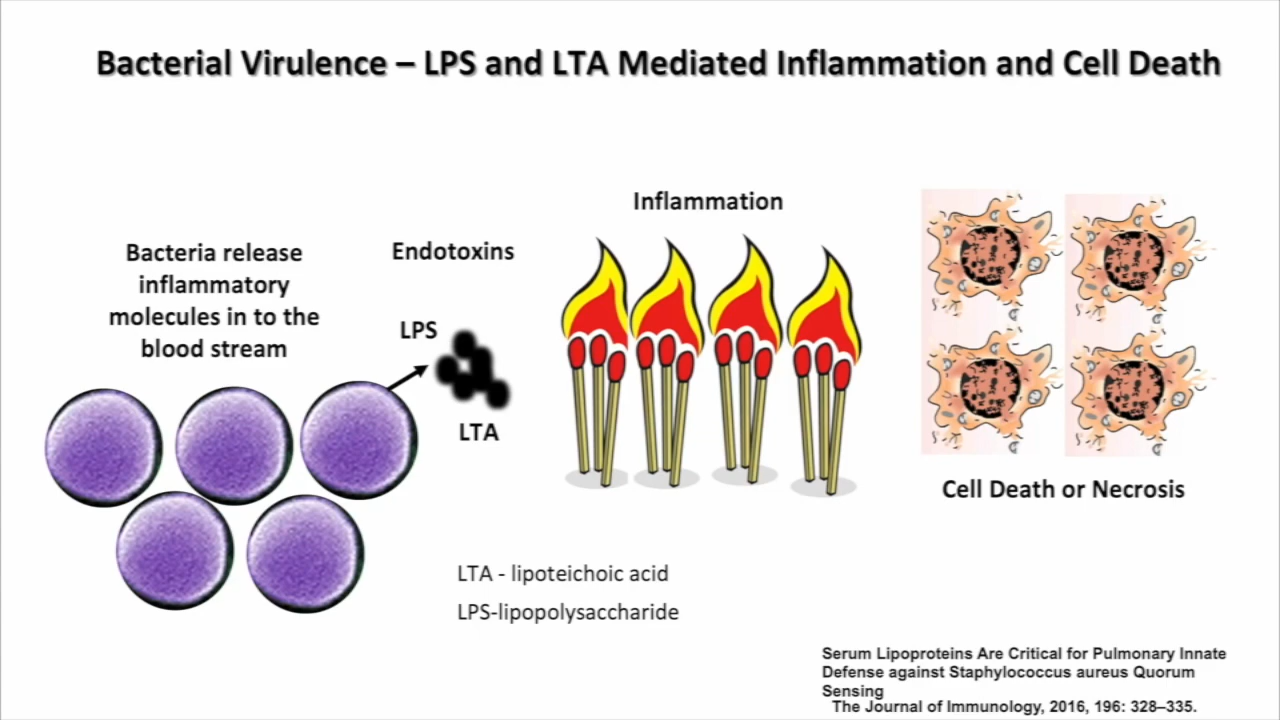 Bacterial Virulence – LPS and LTA Mediated Inflammation and Cell Death
Bacteria release
inflammatory
molecules in to the
blood stream
Endotoxins
LPS
LTA
Inflammation
Cell Death or Necrosis
LTA - lipoteichoic acid
LPS-lipopolysaccharide
Serum Lipoproteins Are Critical for Pulmonary Innate
Defense against Staphylococcus aureus Quorum
Sensing
The Journal of Immunology, 2016, 196: 328–335.